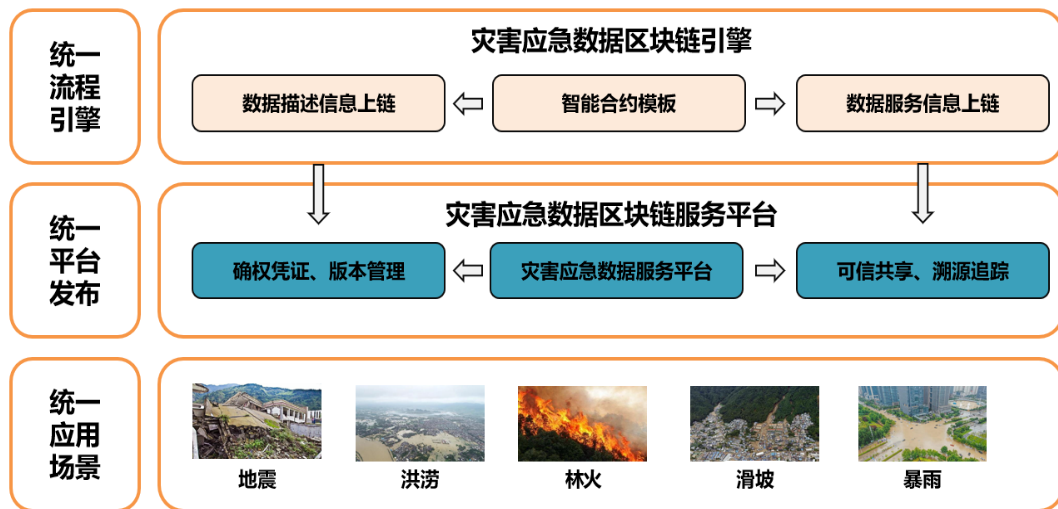 统一
流程
引擎
灾害应急数据区块链引擎
数据描述信息上链
智能合约模板
数据服务信息上链
统一
平台
发布
灾害应急数据区块链服务平台
确权凭证、版本管理
灾害应急数据服务平台
可信共享、溯源追踪
统一
应用
场景
地震
洪涝
林火
滑坡
暴雨